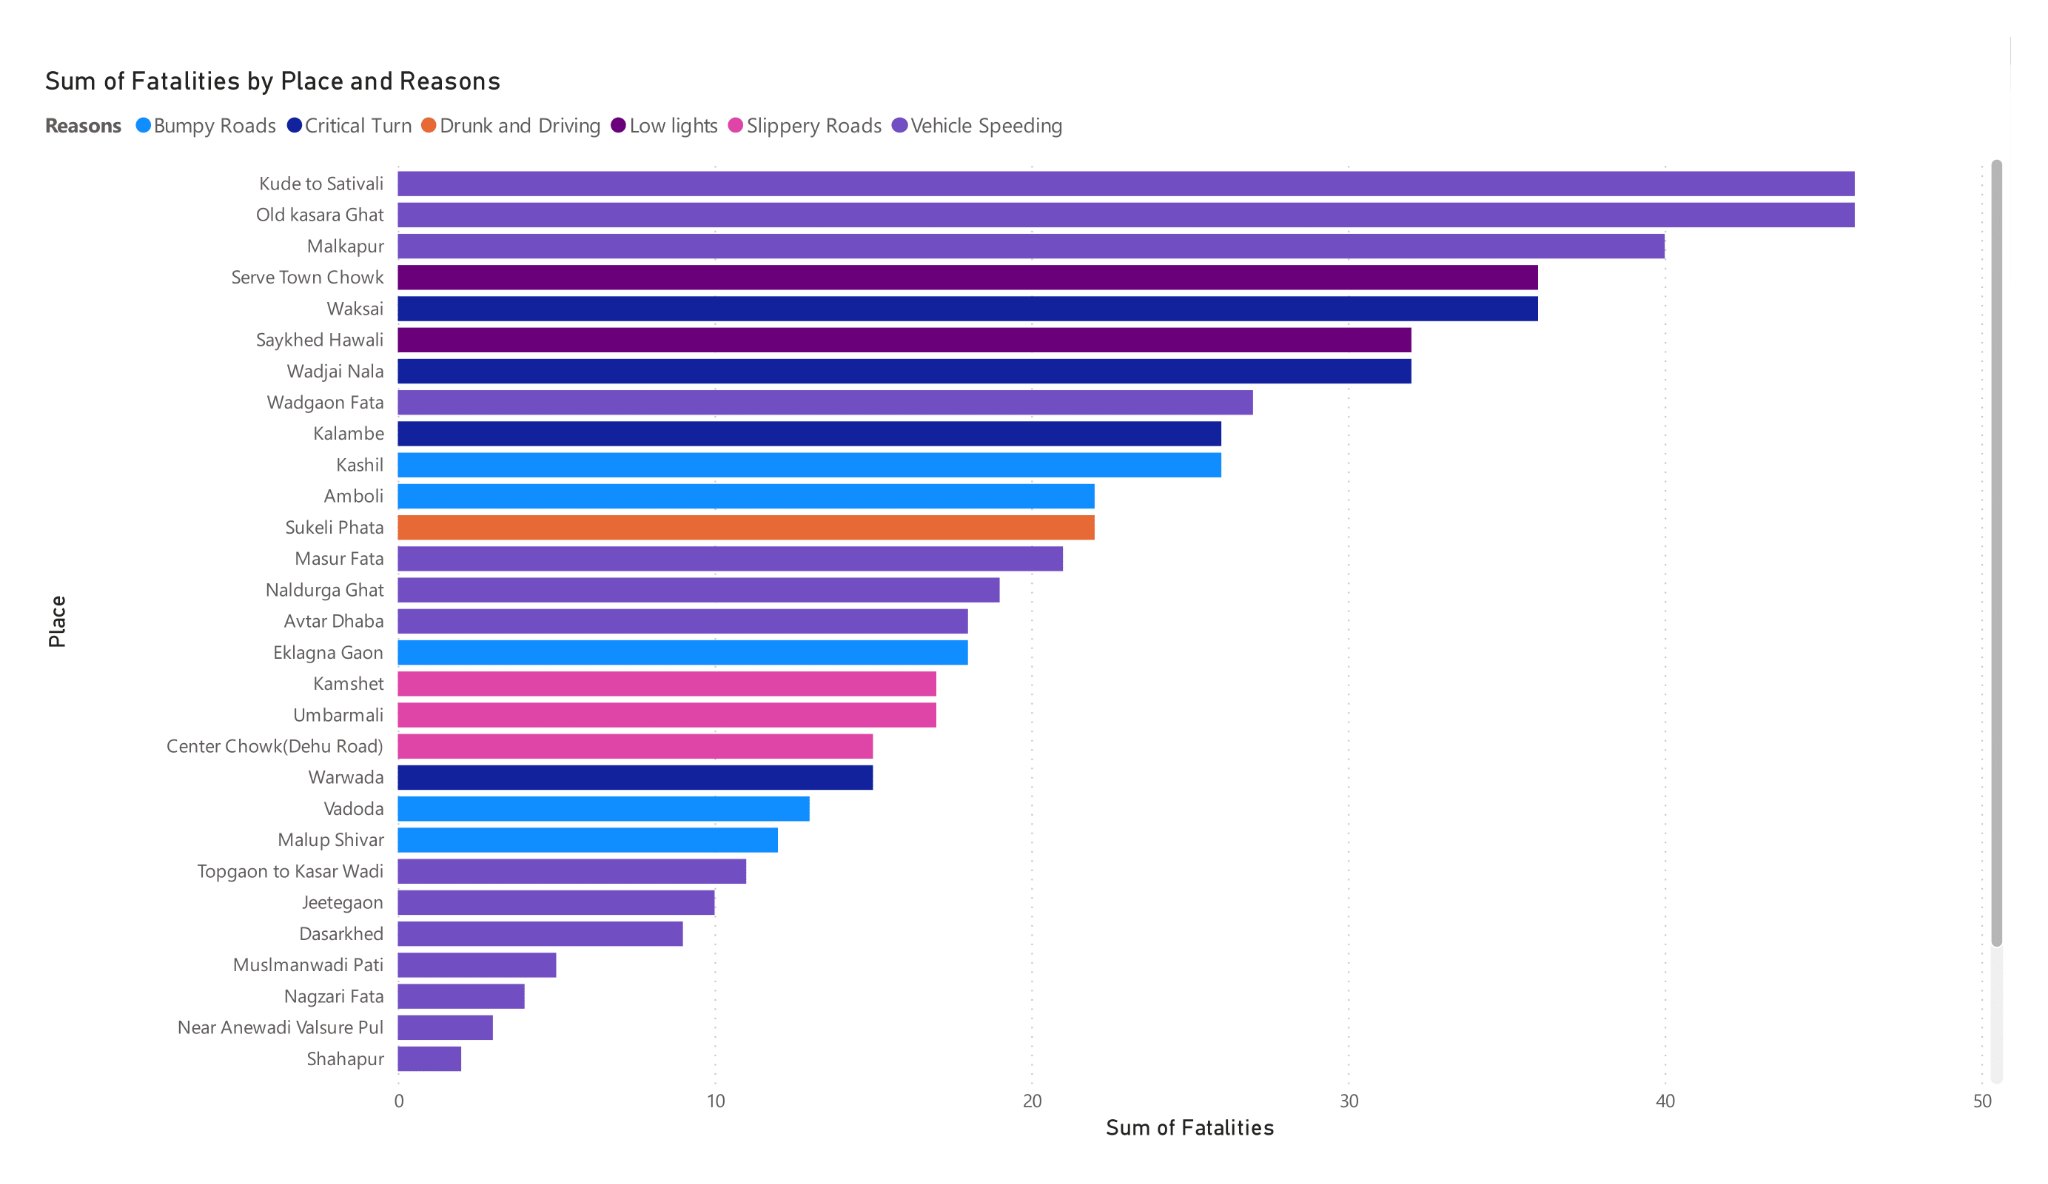 Sum of Fatalities by Place and Reasons
Reasons Bumpy Roads Critical Turn Drunk and Driving Low lights Slippery Roads Vehicle Speeding
Kude to Sativali
Old kasara Ghat
Malkapur
Serve Town Chowk
Waksai
Saykhed Hawali
Wadjai Nala
Wadgaon Fata
Kalambe
Kashil
Amboli
Sukeli Phata
Masur Fata
Naldurga Ghat
Avtar Dhaba
Eklagna Gaon
Kamshet
Umbarmali
Center Chowk(Dehu Road)
Warwada
Vadoda
Malup Shivar
Topgaon to Kasar Wadi
Jeetegaon
Dasarkhed
Muslmanwadi Pati
Nagzari Fata
Near Anewadi Valsure Pul
Shahapur
Place
0 10 20 30 40 50
Sum of Fatalities